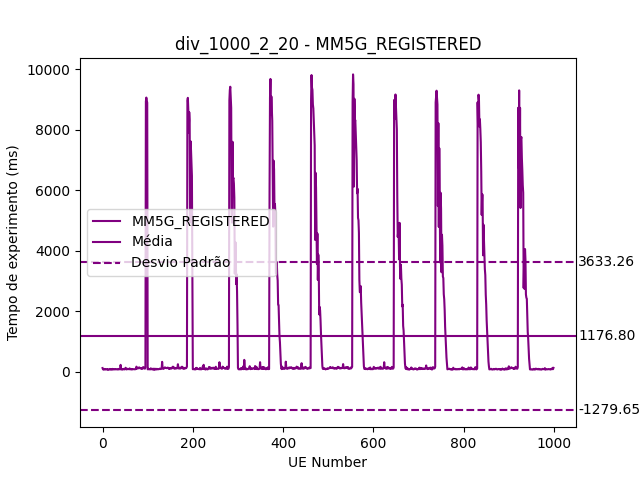 div_1000_2_20 - MM5G_REGISTERED
Tempo de experimento (ms)
10000
8000
6000
4000
2000
0
MM5G_REGISTERED
Média
Desvio Padrão
3633.26
1176.80
-1279.65
0
200
400
600
800
1000
UE Number